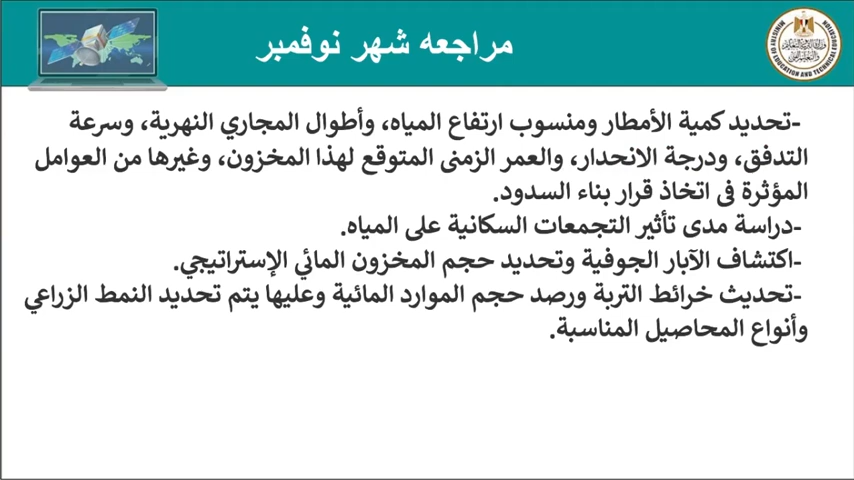 مراجعه شهر نوفمبر
-تحديد كمية الأمطار ومنسوب ارتفاع المياه، وأطوال المجاري النهرية، وسرعة
التدفق، ودرجة الانحدار، والعمر الزمنى المتوقع لهذا المخزون، وغيرها من العوامل
المؤثرة فى اتخاذ قرار بناء السدود.
-دراسة مدى تأثير التجمعات السكانية على المياه.
-اكتشاف الآبار الجوفية وتحديد حجم المخزون المائي الإستراتيجي.
-تحديث خرائط التربة ورصد حجم الموارد المائية وعليها يتم تحديد النمط الزراعي
وأنواع المحاصيل المناسبة.